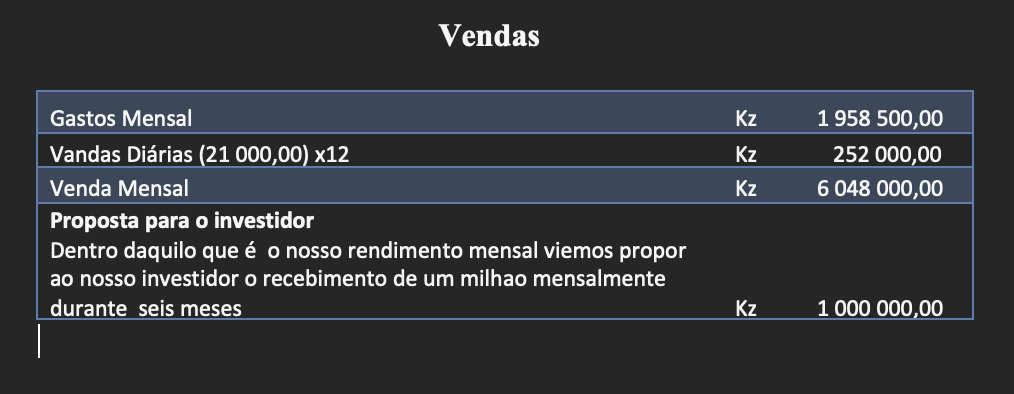 Vendas
Gastos Mensal Kz 1 958 500,00
Vandas Diárias (21 000,00) x12 Kz 252 000,00
Venda Mensal Kz 6 048 000,00
Proposta para o investidor
Dentro daquilo que é o nosso rendimento mensal viemos propor
ao nosso investidor o recebimento de um milhao mensalmente
durante seis meses Kz 1 000 000,00